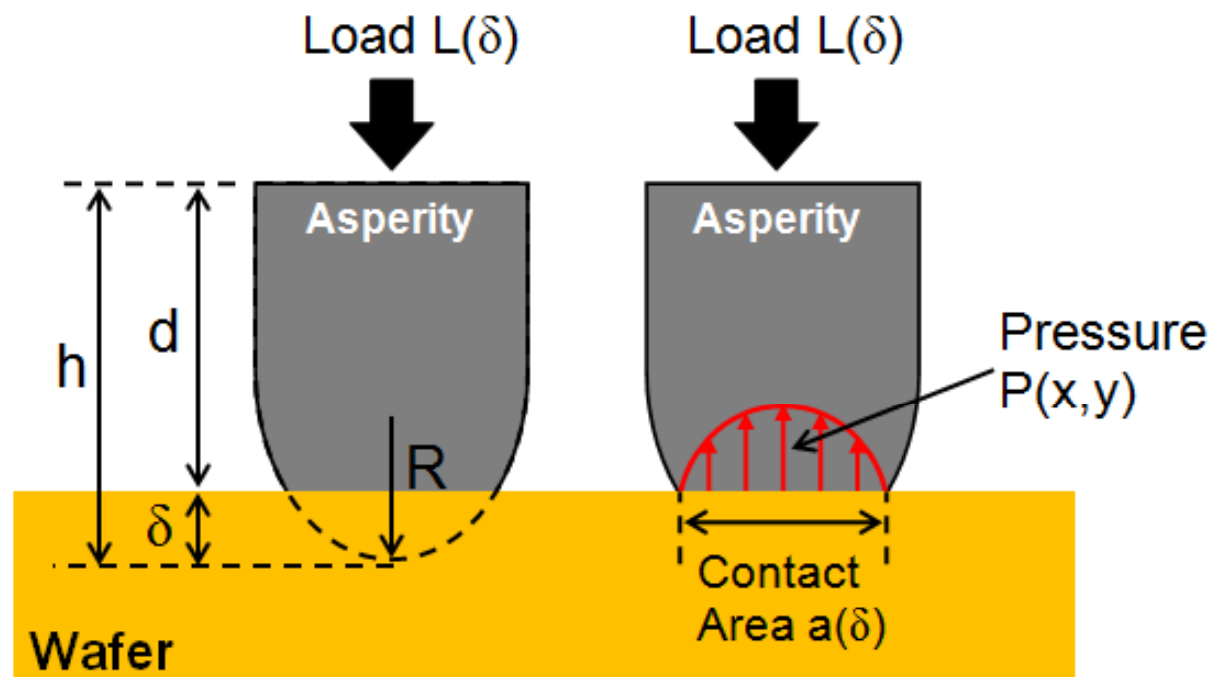 Load L(δ)
Load L(δ)
Asperity
Asperity
h
d
R
δ
Pressure
P(x,y)
Contact
Area a(δ)
Wafer